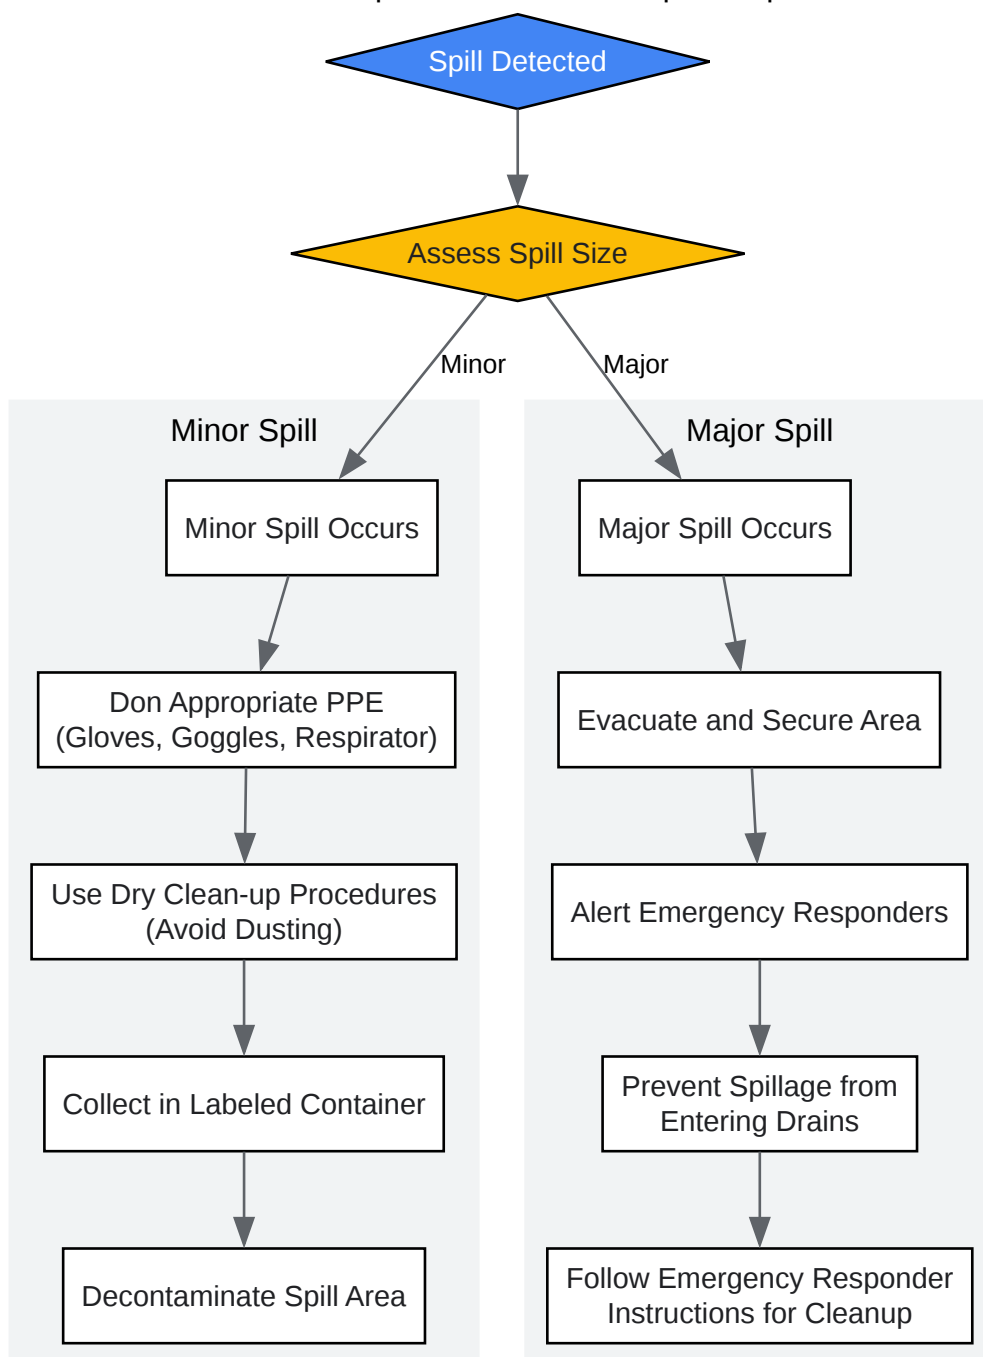 Spill Detected
Assess Spill Size
Minor
Major
Minor Spill
Minor Spill Occurs
Don Appropriate PPE
(Gloves, Goggles, Respirator)
Use Dry Clean-up Procedures
(Avoid Dusting)
Collect in Labeled Container
Decontaminate Spill Area
Major Spill
Major Spill Occurs
Evacuate and Secure Area
Alert Emergency Responders
Prevent Spillage from
Entering Drains
Follow Emergency Responder
Instructions for Cleanup